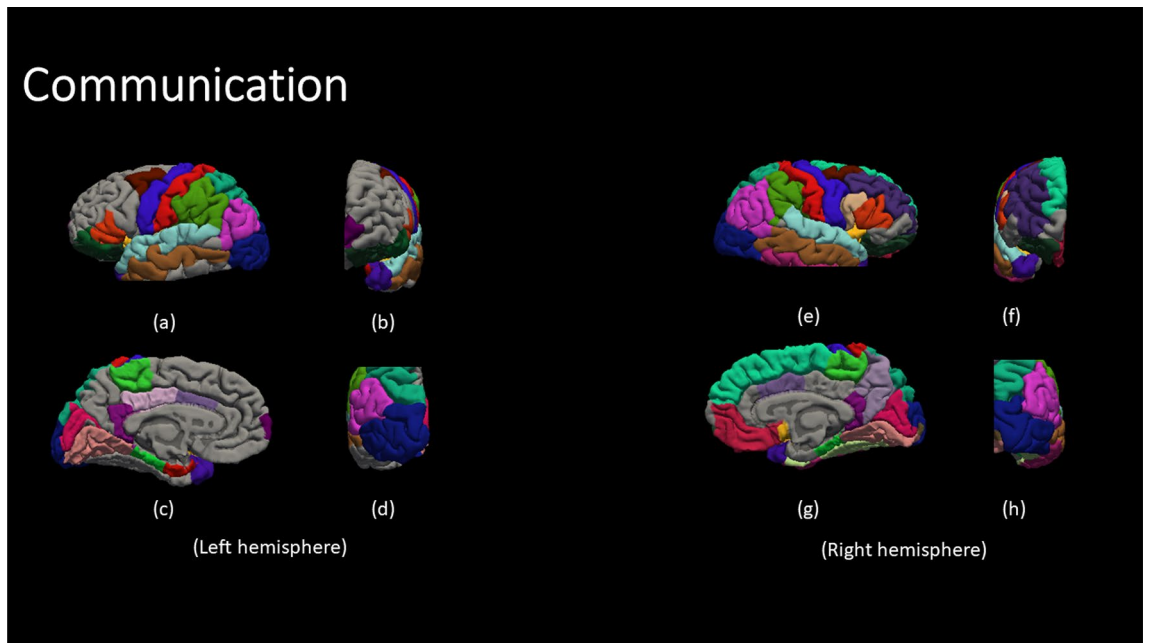 Communication
(a)
(b)
(e)
(f)
(c)
(d)
(g)
(h)
(Left hemisphere)
(Right hemisphere)